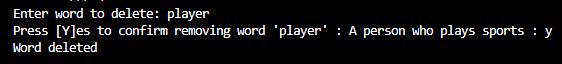 Enter word to delete: player
Press [Y]es to confirm removing word 'player' : A person who plays sports : y
Word deleted